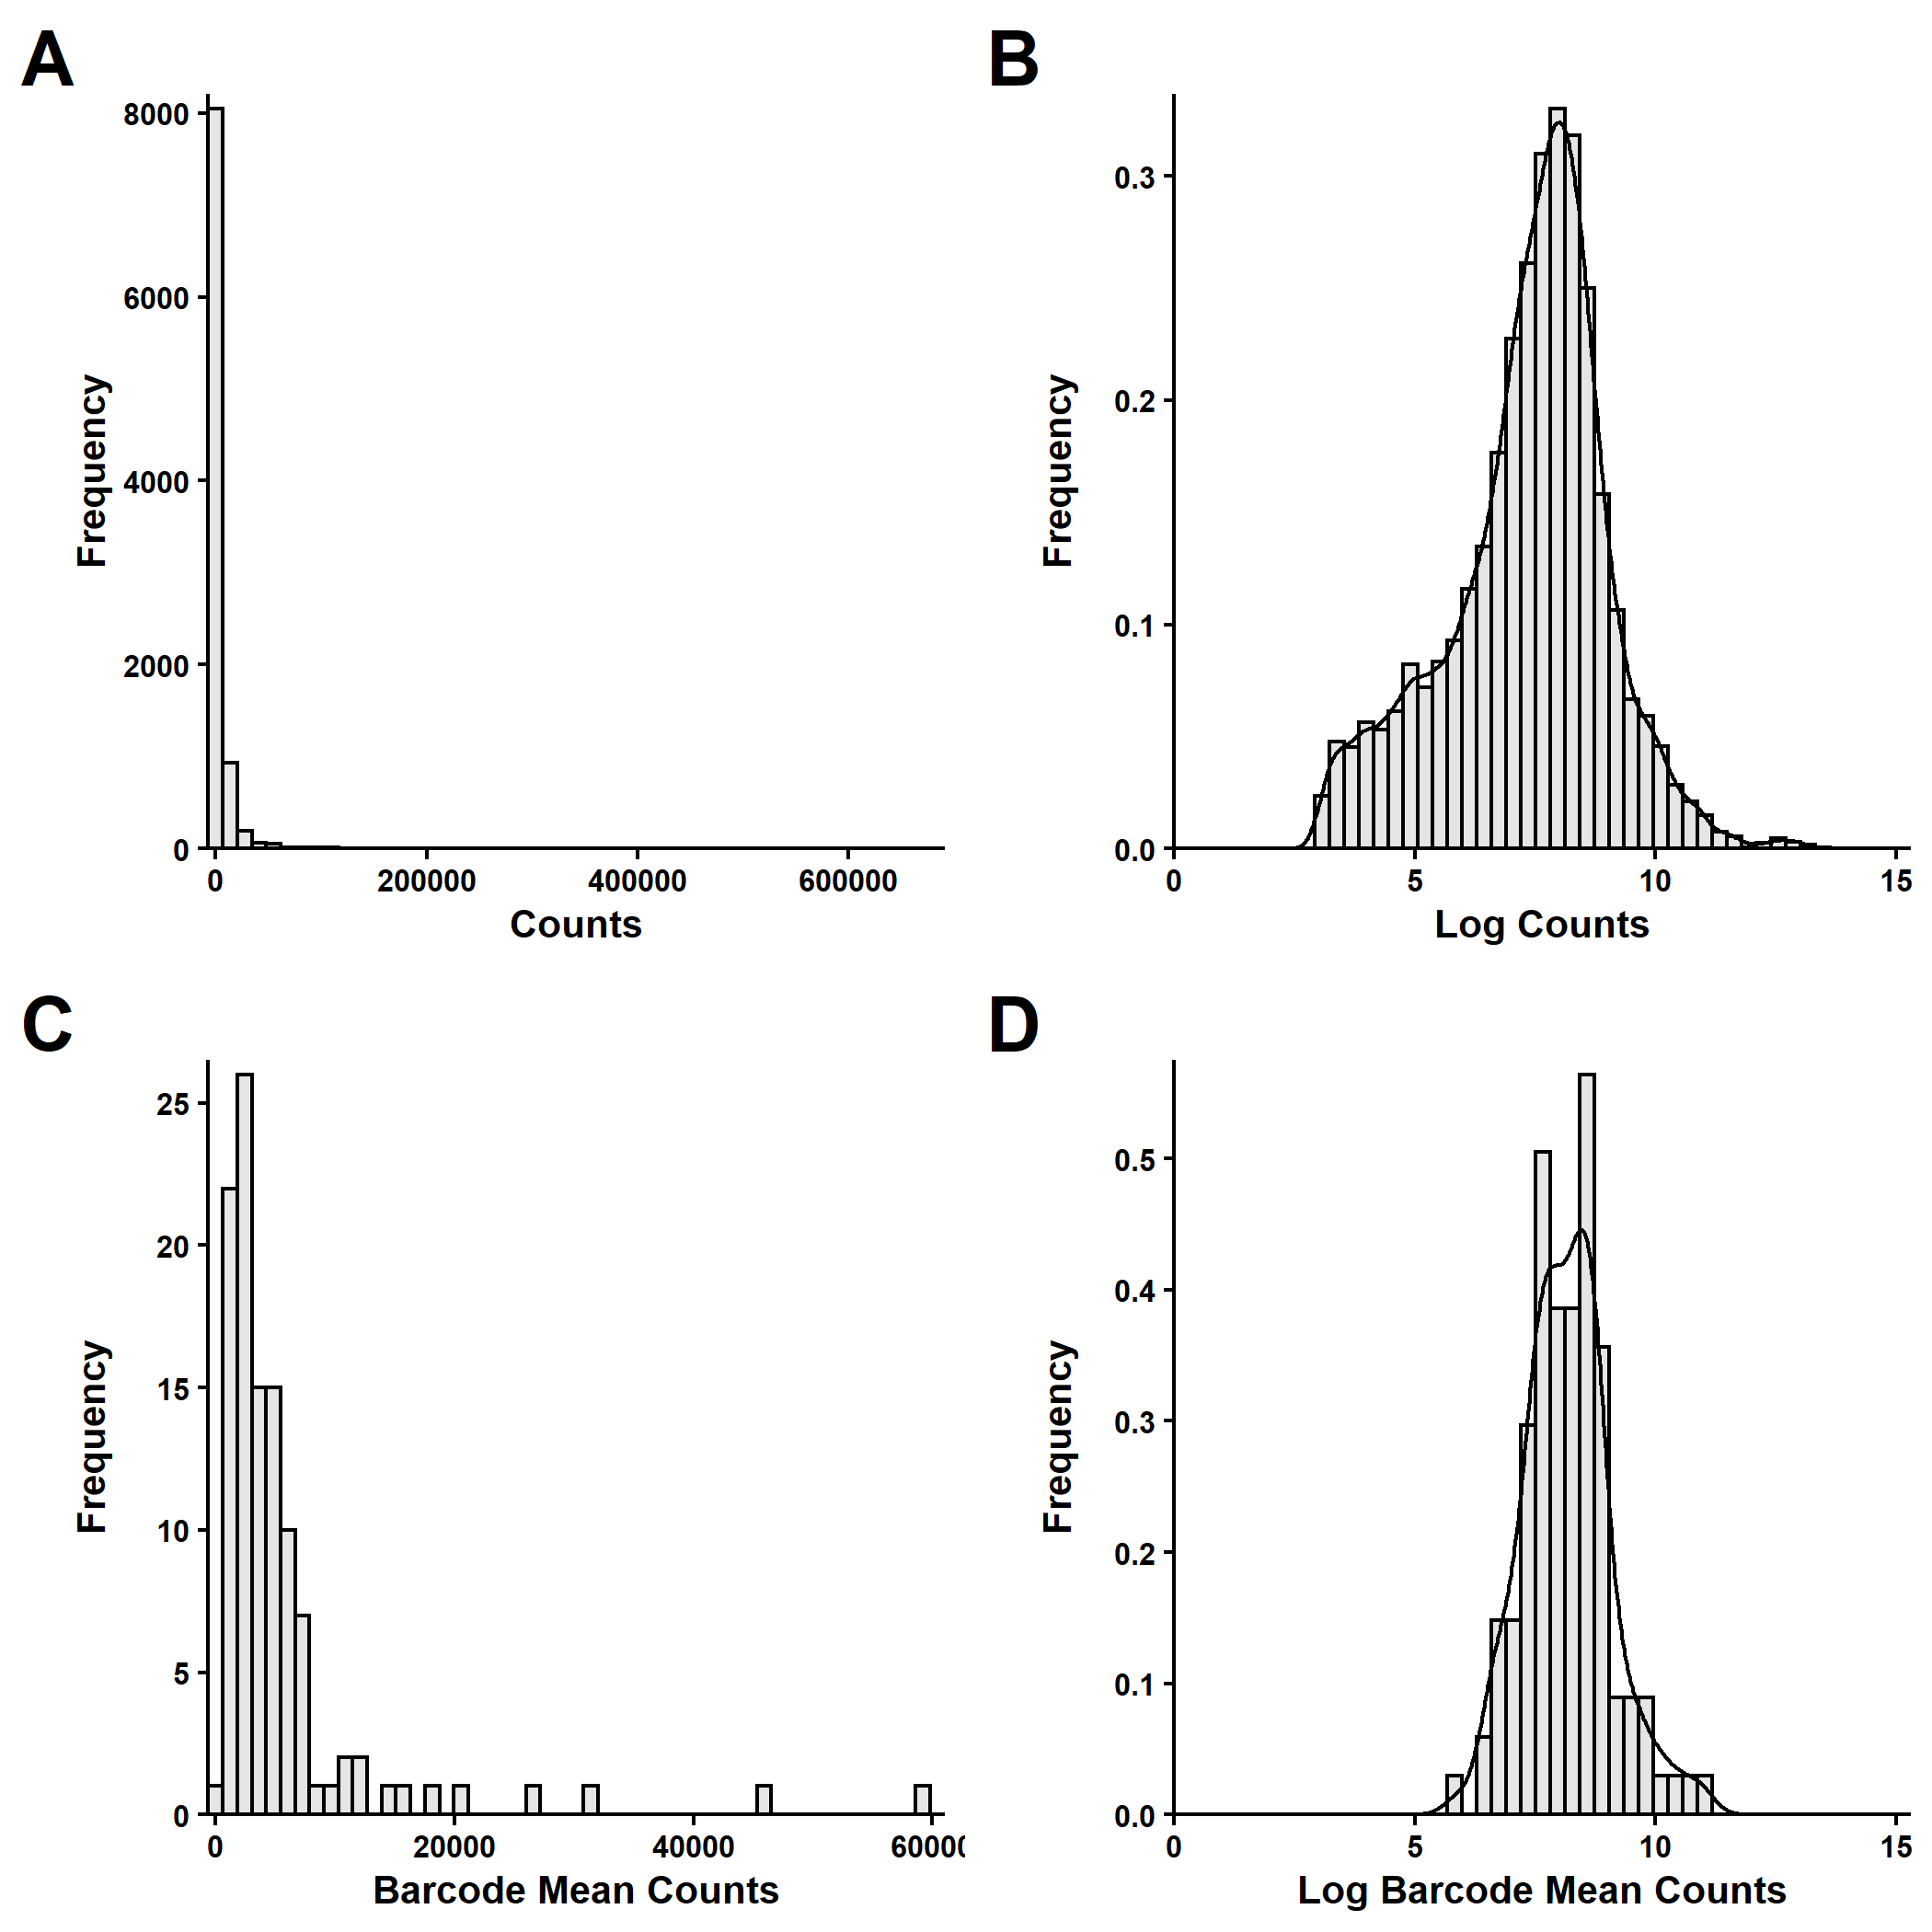 A
Frequency
8000
6000
4000
2000
0
0 200000 400000 600000
Counts
B
Frequency
0.3
0.2
0.1
0.0
0 5 10 15
Log Counts
C
Frequency
25
20
15
10
5
0
0 20000 40000 6000
Barcode Mean Counts
D
Frequency
0.5
0.4
0.3
0.2
0.1
0.0
0 5 10 15
Log Barcode Mean Counts